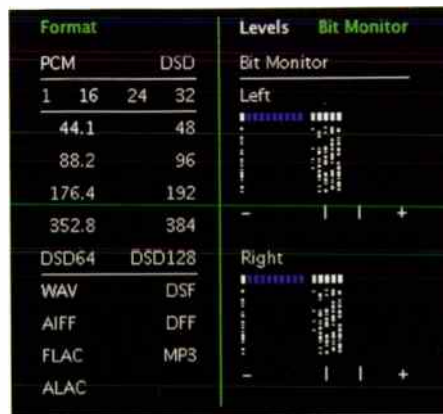 Format
PCM DSD
1 16 24 32
44.1 48
88.2 96
176.4 192
352.8 384
DSD64 DSD128
WAV DSF
AIFF DFF
FLAC MP3
ALAC
Levels Bit Monitor
Bit Monitor
Left
- | | +
Right
- | | +